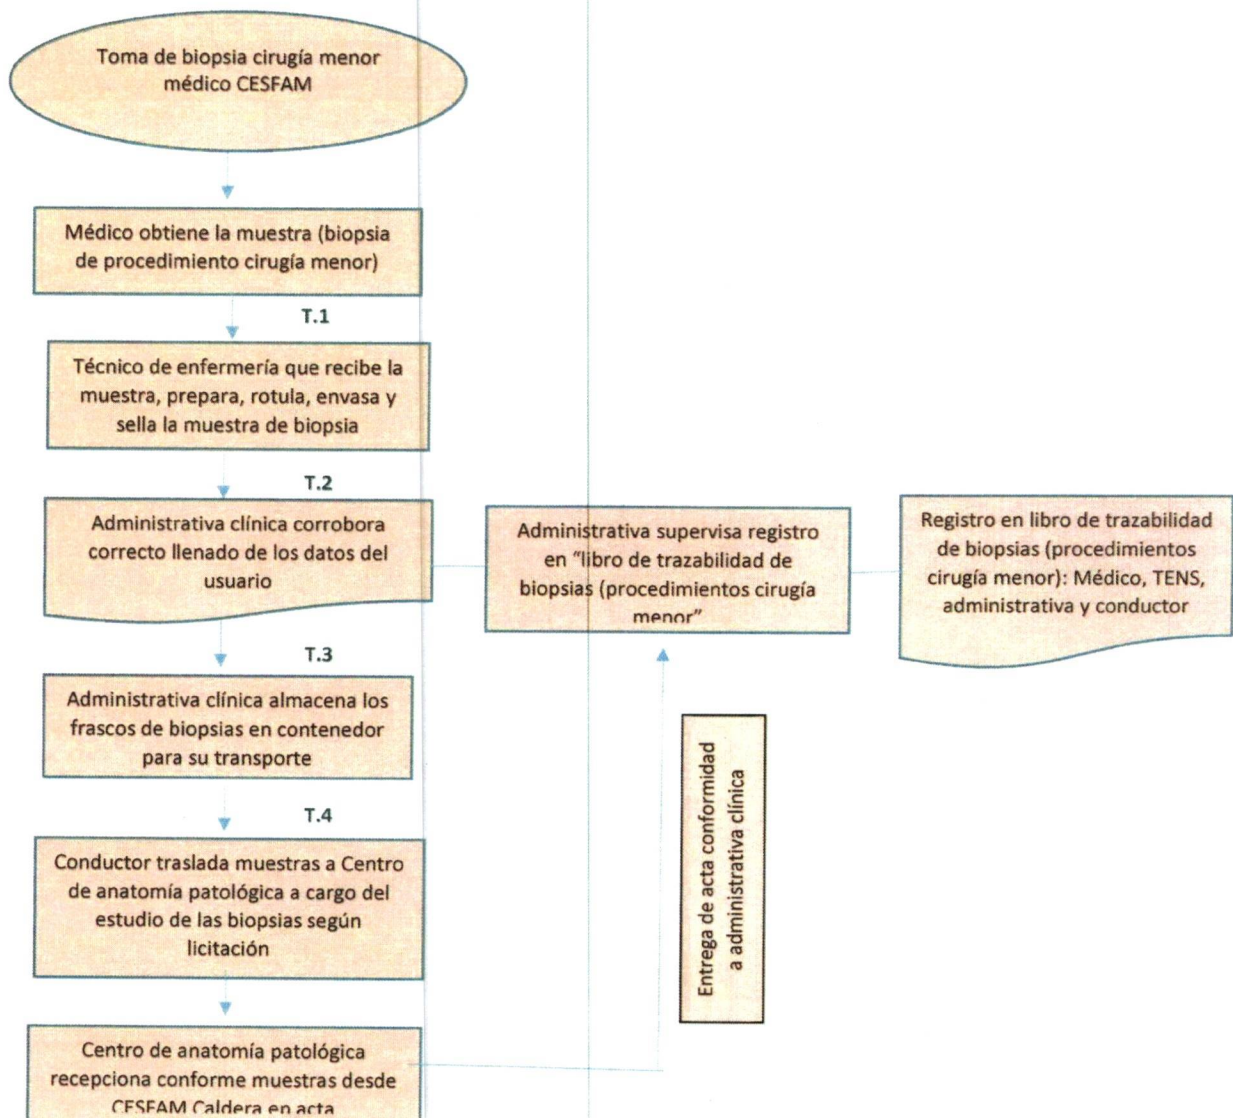 Toma de biopsia cirugía menor
médico CESFAM
Médico obtiene la muestra (biopsia
de procedimiento cirugía menor)
T.1
Técnico de enfermería que recibe la
muestra, prepara, rotula, envasa y
sella la muestra de biopsia
T.2
Administrativa clínica corrobora
correcto llenado de los datos del
usuario
Administrativa supervisa registro
en “libro de trazabilidad de
biopsias (procedimientos cirugía
menor”
Registro en libro de trazabilidad
de biopsias (procedimientos
cirugía menor): Médico, TENS,
administrativa y conductor
T.3
Administrativa clínica almacena los
frascos de biopsias en contenedor
para su transporte
T.4
Conductor traslada muestras a Centro
de anatomía patológica a cargo del
estudio de las biopsias según
licitación
Entrega de acta conformidad
a administrativa clínica
Centro de anatomía patológica
recepciona conforme muestras desde
CESFAM Caldera en acta